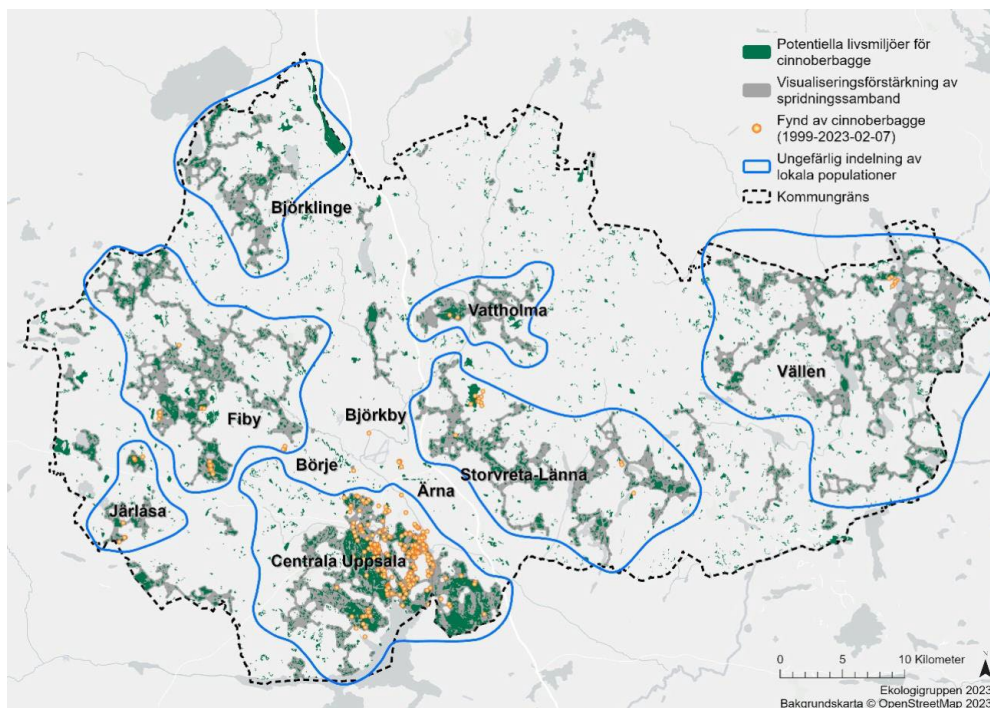 Potentiella livsmiljöer för
cinnoberbagge
Visualiseringsförstärkning av
spridningssamband
Fynd av cinnoberbagge
(1999-2023-02-07)
Ungefärlig indelning av
lokala populationer
Kommungräns
Björklinge
Vattholma
Vällen
Fiby
Björkby
Börje
Storvreta-Länna
Ärna
Järlåsa
Centrala Uppsala
0 5 10 Kilometer
N
Ekologigruppen 2023
Bakgrundskarta © OpenStreetMap 2023